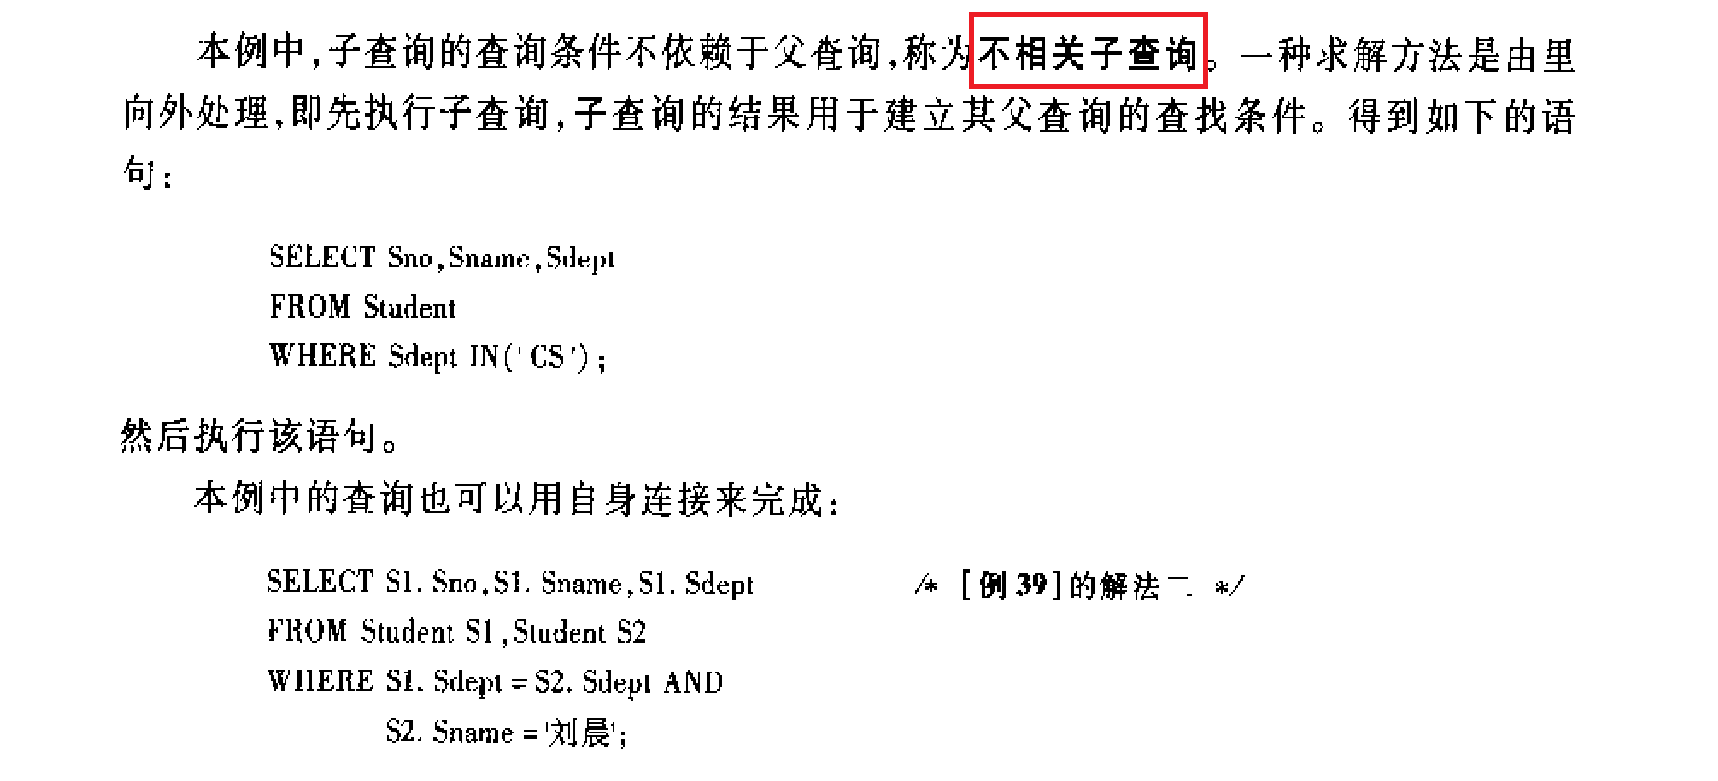 本例中,子查询的查询条件不依赖于父查询,称为不相关子查询。一种求解方法是由里
向外处理,即先执行子查询,子查询的结果用于建立其父查询的查找条件。得到如下的语
句:
SELECT Sno,Sname,Sdept
FROM Student
WHERE Sdept IN('CS');
然后执行该语句。
本例中的查询也可以用自身连接来完成:
SELECT S1. Sno,S1. Sname,S1. Sdept /* [例 39]的解法二 */
FROM Student S1,Student S2
WHERE S1. Sdept = S2. Sdept AND
S2. Sname ='刘晨';